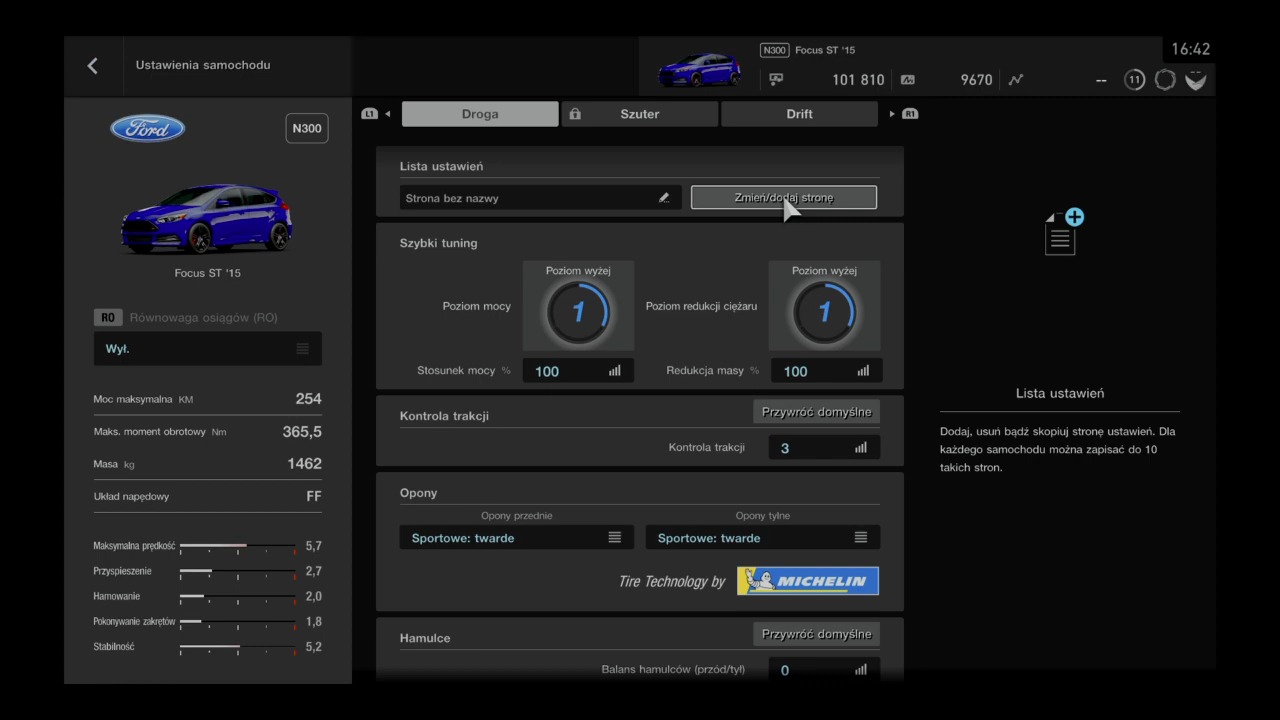 Ustawienia samochodu
N300 Focus ST '15
16:42
101 810
9670
--
11
L1
Droga
Szuter
Drift
R1
Ford
N300
Focus ST '15
RO Równowaga osiągów (RO)
Wył.
Moc maksymalna KM 254
Maks. moment obrotowy Nm 365,5
Masa kg 1462
Układ napędowy FF
Maksymalna prędkość 5,7
Przyspieszenie 2,7
Hamowanie 2,0
Pokonywanie zakrętów 1,8
Stabilność 5,2
Lista ustawień
Strona bez nazwy
Zmień/dodaj stronę
Szybki tuning
Poziom mocy
Poziom wyżej
1
Poziom redukcji ciężaru
Poziom wyżej
1
Stosunek mocy % 100
Redukcja masy % 100
Kontrola trakcji
Przywróć domyślne
Kontrola trakcji 3
Opony
Opony przednie
Opony tylne
Sportowe: twarde
Sportowe: twarde
Tire Technology by MICHELIN
Hamulce
Przywróć domyślne
Balans hamulców (przód/tył) 0
Lista ustawień
Dodaj, usuń bądź skopiuj stronę ustawień. Dla
każdego samochodu można zapisać do 10
takich stron.